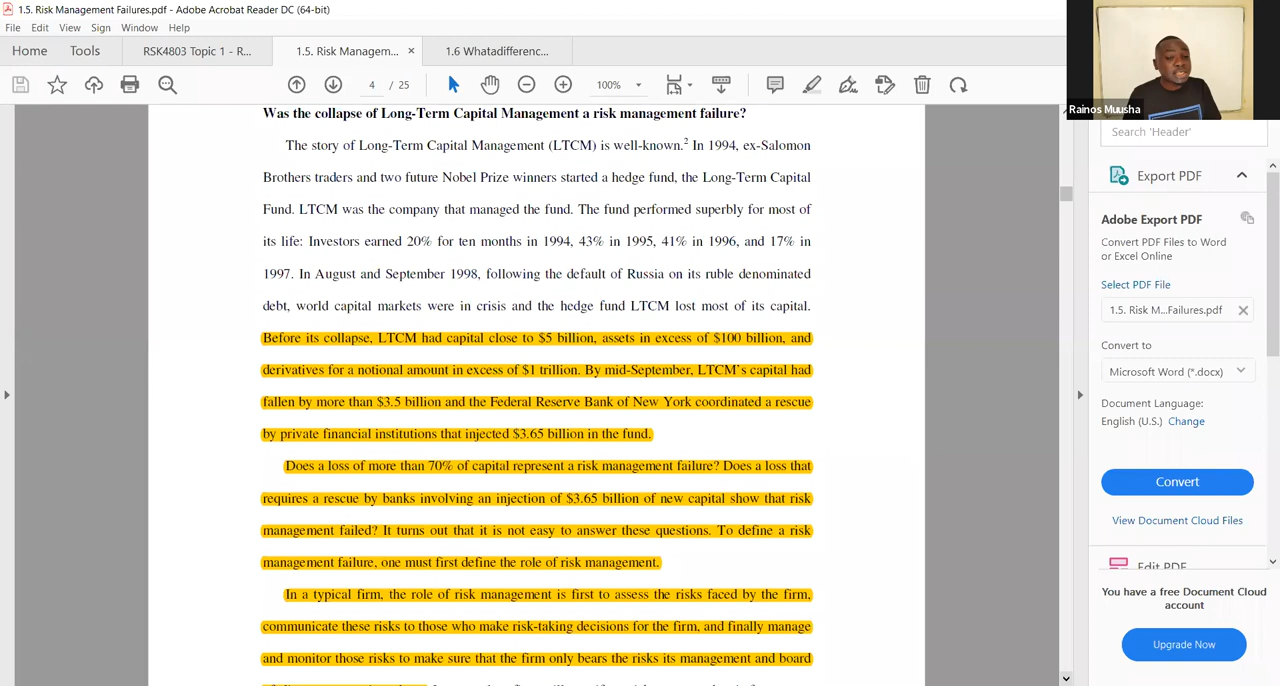 1.5. Risk Management Failures.pdf - Adobe Acrobat Reader DC (64-bit)
File Edit View Sign Window Help
Home Tools RSK4803 Topic 1 - R... 1.5. Risk Managem... × 1.6 Whatadifferenc...
4 / 25 100%
Rainos Muusha
Was the collapse of Long-Term Capital Management a risk management failure?
The story of Long-Term Capital Management (LTCM) is well-known.2 In 1994, ex-Salomon
Brothers traders and two future Nobel Prize winners started a hedge fund, the Long-Term Capital
Fund. LTCM was the company that managed the fund. The fund performed superbly for most of
its life: Investors earned 20% for ten months in 1994, 43% in 1995, 41% in 1996, and 17% in
1997. In August and September 1998, following the default of Russia on its ruble denominated
debt, world capital markets were in crisis and the hedge fund LTCM lost most of its capital.
Before its collapse, LTCM had capital close to $5 billion, assets in excess of $100 billion, and
derivatives for a notional amount in excess of $1 trillion. By mid-September, LTCM's capital had
fallen by more than $3.5 billion and the Federal Reserve Bank of New York coordinated a rescue
by private financial institutions that injected $3.65 billion in the fund.
Does a loss of more than 70% of capital represent a risk management failure? Does a loss that
requires a rescue by banks involving an injection of $3.65 billion of new capital show that risk
management failed? It turns out that it is not easy to answer these questions. To define a risk
management failure, one must first define the role of risk management.
In a typical firm, the role of risk management is first to assess the risks faced by the firm,
communicate these risks to those who make risk-taking decisions for the firm, and finally manage
and monitor those risks to make sure that the firm only bears the risks its management and board
Search 'Header'
Export PDF
Adobe Export PDF
Convert PDF Files to Word
or Excel Online
Select PDF File
1.5. Risk M...Failures.pdf
Convert to
Microsoft Word (*.docx)
Document Language:
English (U.S.) Change
Convert
View Document Cloud Files
Edit PDF
You have a free Document Cloud
account
Upgrade Now